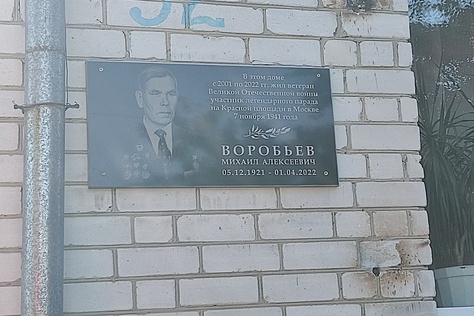 52
В этом доме
с 2001 по 2022 гг. жил ветеран
Великой Отечественной войны
участник легендарного парада
на Красной площади в Москве
7 ноября 1941 года
ВОРОБЬЕВ
МИХАИЛ АЛЕКСЕЕВИЧ
05.12.1921 - 01.04.2022